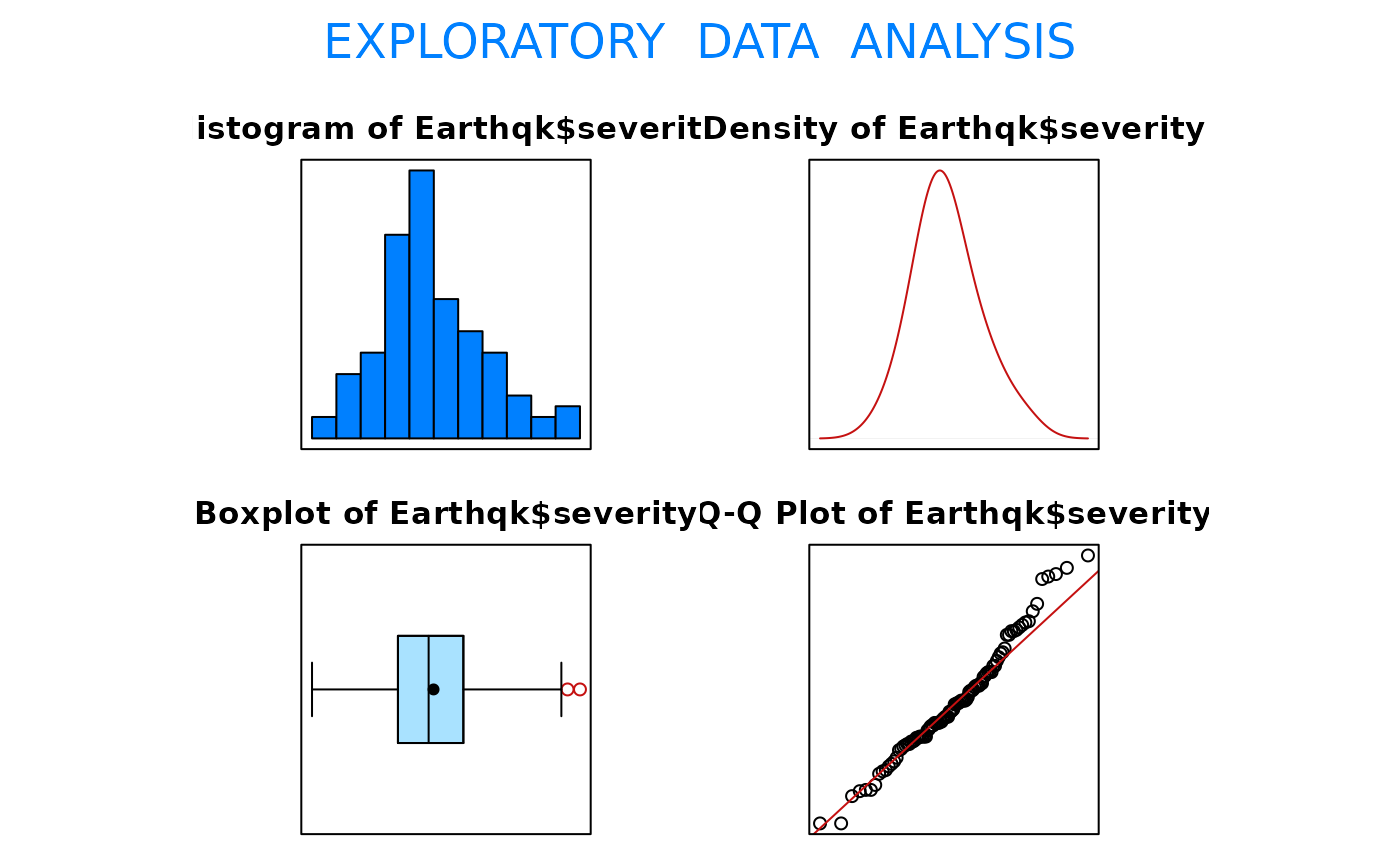 EXPLORATORY DATA ANALYSIS
istogram of Earthqk$severit
Density of Earthqk$severity
Boxplot of Earthqk$severity
Q-Q Plot of Earthqk$severity